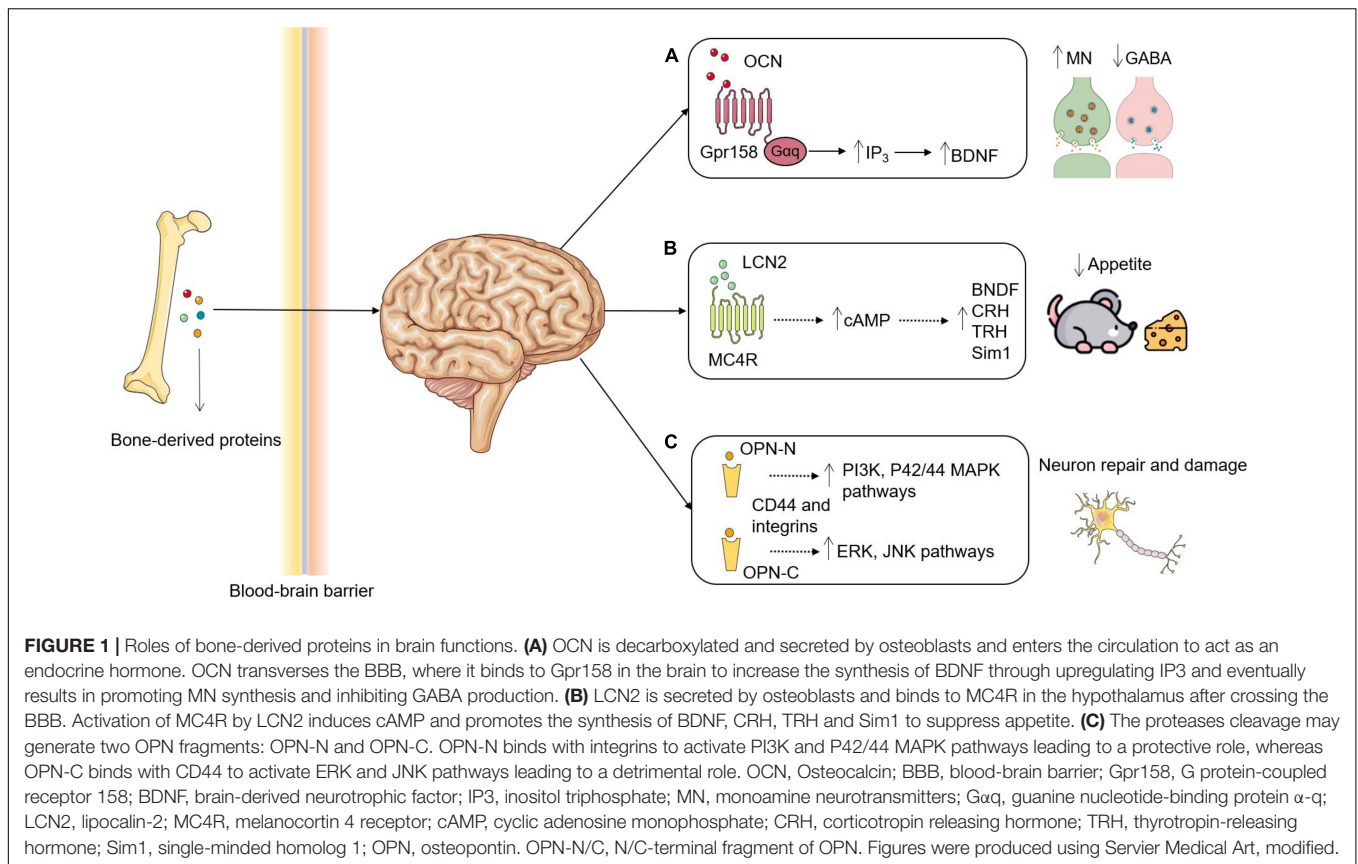 A
OCN
Gpr158
Gαq
↑IP3
↑BDNF
↑MN
↓GABA
B
LCN2
MC4R
↑cAMP
↑
BNDF
CRH
TRH
Sim1
↓ Appetite
C
OPN-N
↑ PI3K, P42/44 MAPK
pathways
CD44 and
integrins
↑ ERK, JNK pathways
OPN-C
Neuron repair and damage
Bone-derived proteins
Blood-brain barrier
FIGURE 1 | Roles of bone-derived proteins in brain functions. (A) OCN is decarboxylated and secreted by osteoblasts and enters the circulation to act as an
endocrine hormone. OCN transverses the BBB, where it binds to Gpr158 in the brain to increase the synthesis of BDNF through upregulating IP3 and eventually
results in promoting MN synthesis and inhibiting GABA production. (B) LCN2 is secreted by osteoblasts and binds to MC4R in the hypothalamus after crossing the
BBB. Activation of MC4R by LCN2 induces cAMP and promotes the synthesis of BDNF, CRH, TRH and Sim1 to suppress appetite. (C) The proteases cleavage may
generate two OPN fragments: OPN-N and OPN-C. OPN-N binds with integrins to activate PI3K and P42/44 MAPK pathways leading to a protective role, whereas
OPN-C binds with CD44 to activate ERK and JNK pathways leading to a detrimental role. OCN, Osteocalcin; BBB, blood-brain barrier; Gpr158, G protein-coupled
receptor 158; BDNF, brain-derived neurotrophic factor; IP3, inositol triphosphate; MN, monoamine neurotransmitters; Gαq, guanine nucleotide-binding protein α-q;
LCN2, lipocalin-2; MC4R, melanocortin 4 receptor; cAMP, cyclic adenosine monophosphate; CRH, corticotropin releasing hormone; TRH, thyrotropin-releasing
hormone; Sim1, single-minded homolog 1; OPN, osteopontin. OPN-N/C, N/C-terminal fragment of OPN. Figures were produced using Servier Medical Art, modified.